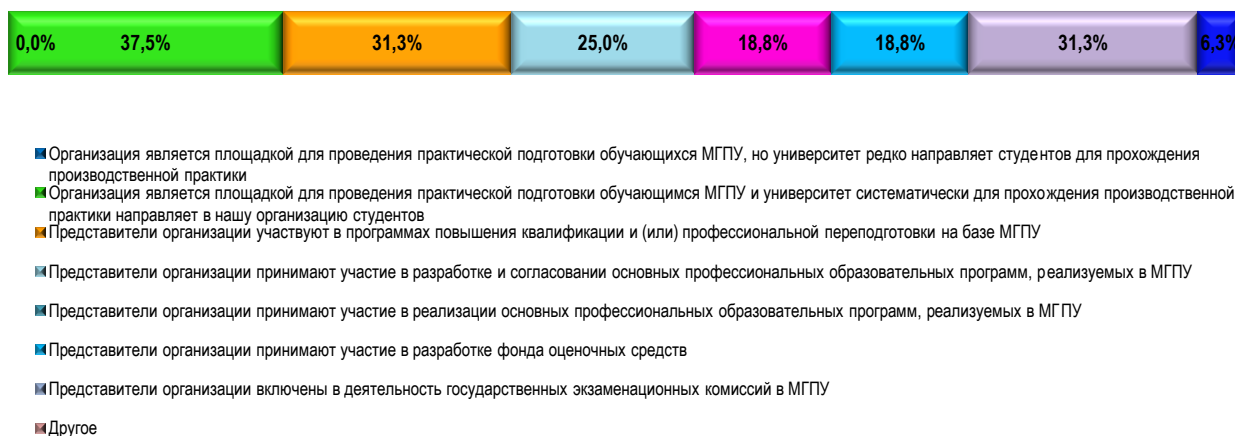 0,0% 37,5% 31,3% 25,0% 18,8% 18,8% 31,3% 6,3%
Организация является площадкой для проведения практической подготовки обучающихся МГПУ, но университет редко направляет студентов для прохождения
производственной практики
Организация является площадкой для проведения практической подготовки обучающимся МГПУ и университет систематически для прохождения производственной
практики направляет в нашу организацию студентов
Представители организации участвуют в программах повышения квалификации и (или) профессиональной переподготовки на базе МГПУ
Представители организации принимают участие в разработке и согласовании основных профессиональных образовательных программ, реализуемых в МГПУ
Представители организации принимают участие в реализации основных профессиональных образовательных программ, реализуемых в МГПУ
Представители организации принимают участие в разработке фонда оценочных средств
Представители организации включены в деятельность государственных экзаменационных комиссий в МГПУ
Другое